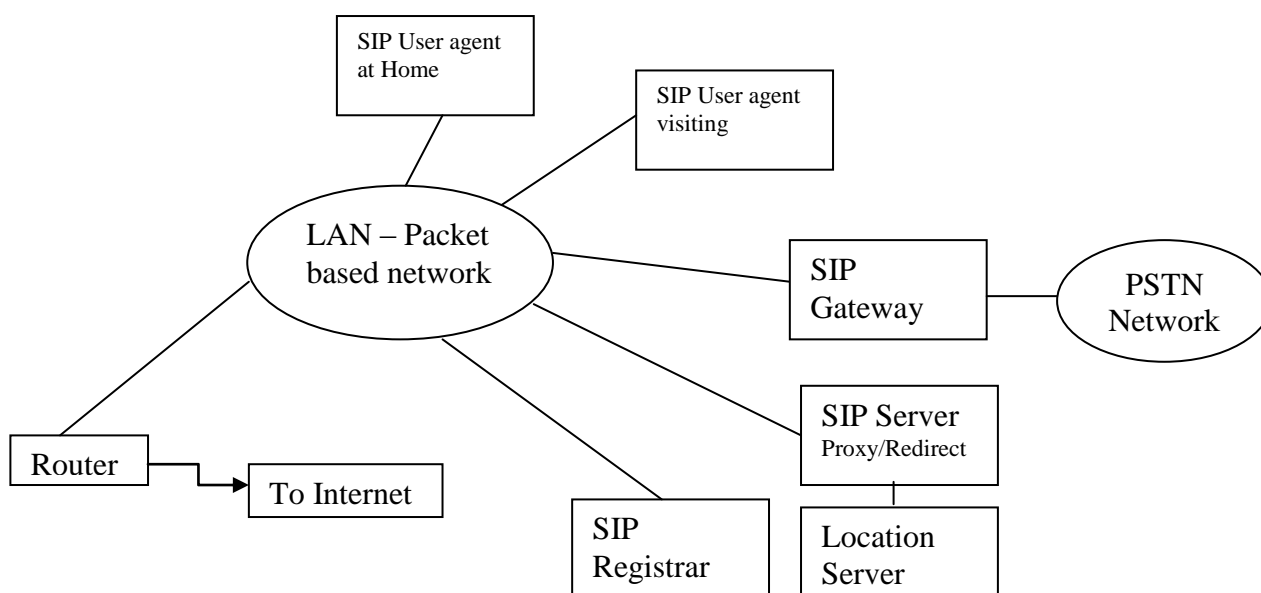 SIP User agent
at Home
SIP User agent
visiting
LAN – Packet
based network
SIP
Gateway
PSTN
Network
SIP Server
Proxy/Redirect
Router
To Internet
SIP
Registrar
Location
Server